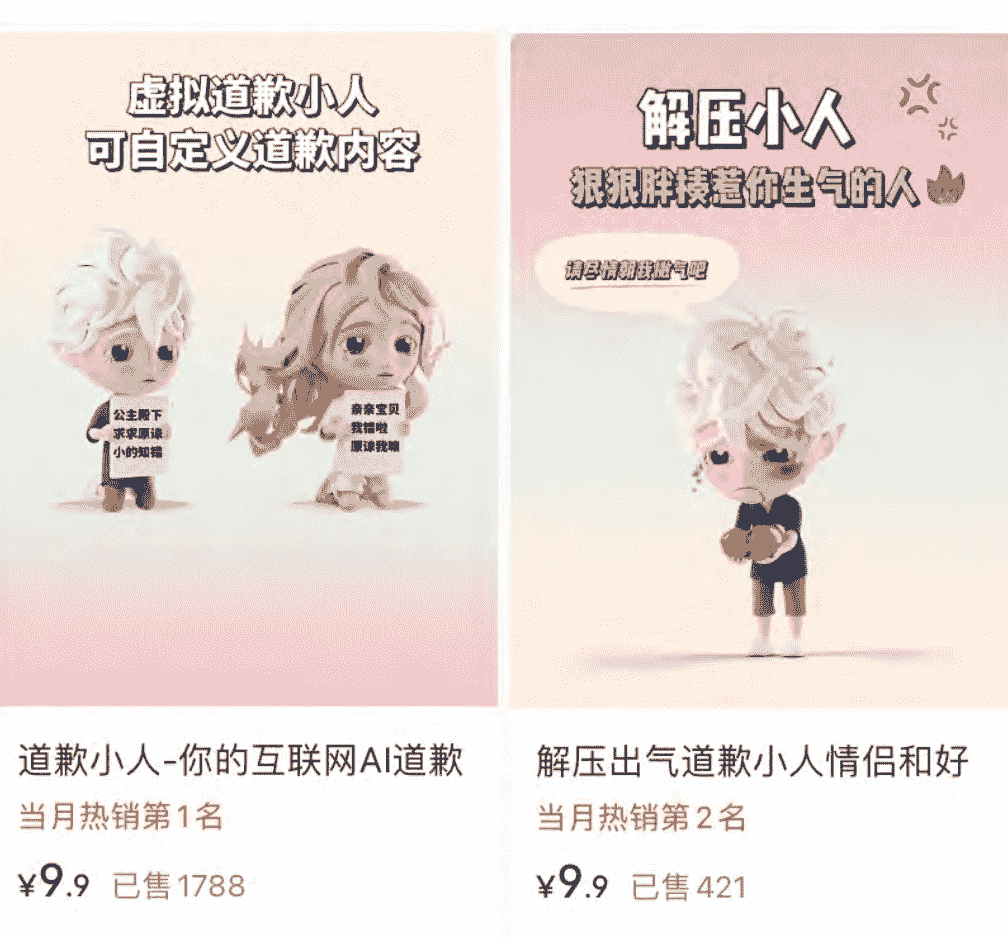 虚拟道歉小人
可自定义道歉内容
公主殿下
求求原谅
小的知错
亲亲宝贝
我错啦
原谅我嘛
道歉小人-你的互联网AI道歉
当月热销第1名
¥9.9 已售1788
解压小人
狠狠胖揍惹你生气的人
请尽情朝我撒气吧
解压出气道歉小人情侣和好
当月热销第2名
¥9.9 已售421